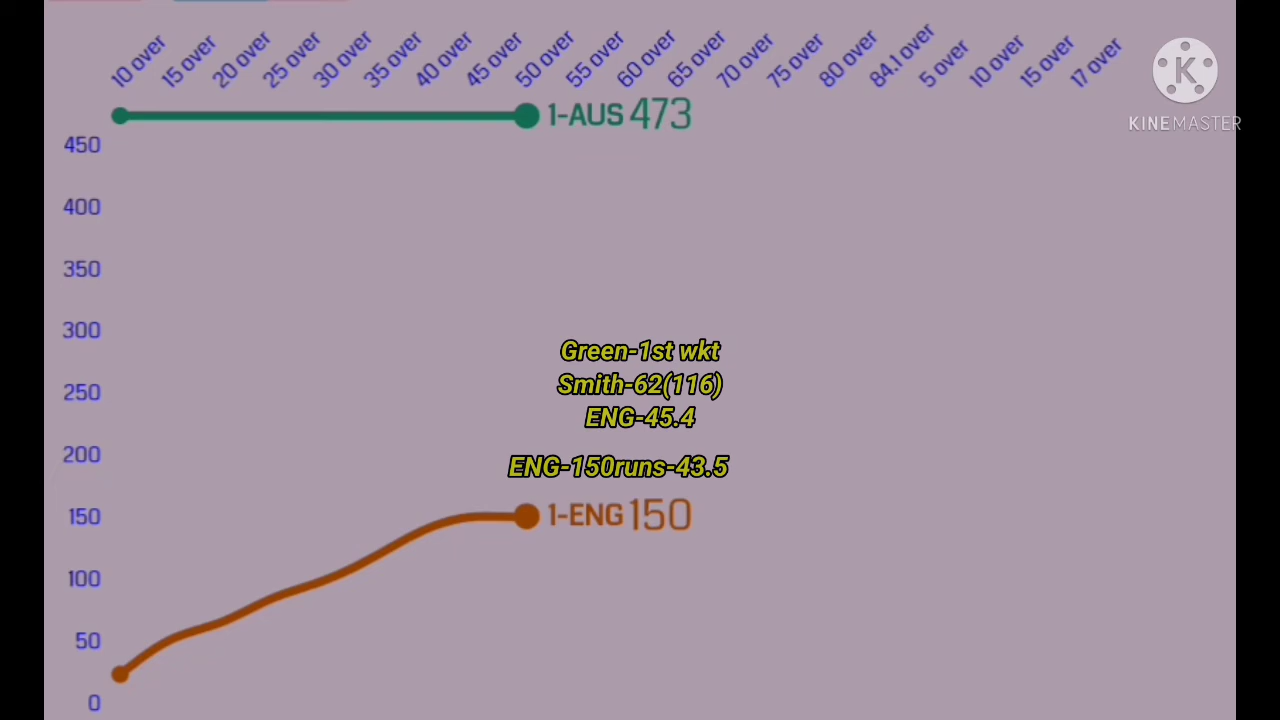 10 over
15 over
20 over
25 over
30 over
35 over
40 over
45 over
50 over
55 over
60 over
65 over
70 over
75 over
80 over
84.1 over
5 over
10 over
15 over
17 over
K
KINEMASTER
1-AUS 473
450
400
350
300
Green-1st wkt
Smith-62(116)
250
ENG-45.4
200
ENG-150runs-43.5
150
1-ENG 150
100
50
0